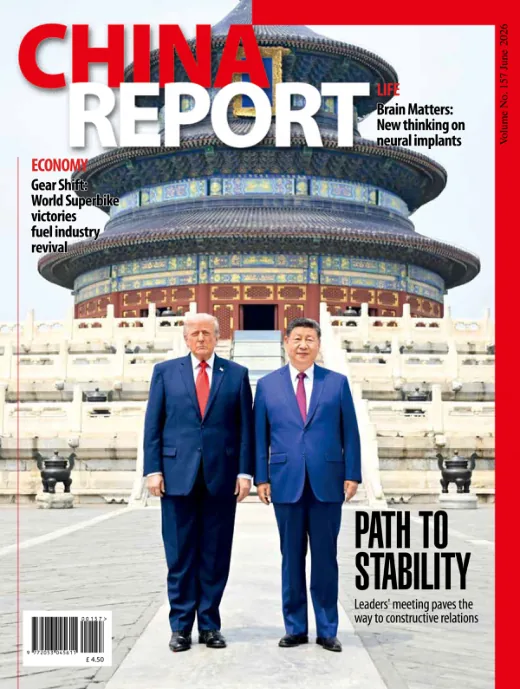 CHINA
REPORT
Volume No. 157 June 2026
LIFE
Brain Matters:
New thinking on
neural implants
ECONOMY
Gear Shift:
World Superbike
victories
fuel industry
revival
PATH TO
STABILITY
Leaders' meeting paves the
way to constructive relations
£ 4.50